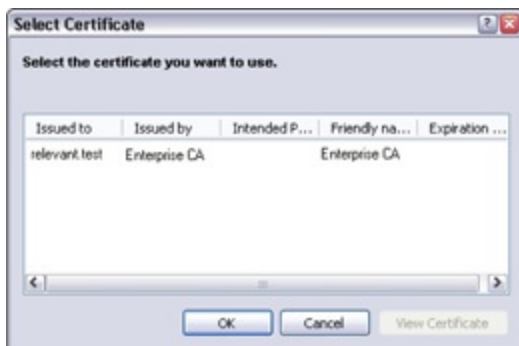 Select Certificate
Select the certificate you want to use.
Issued to Issued by Intended P... Friendly na... Expiration ...
relevant.test Enterprise CA Enterprise CA
OK Cancel View Certificate